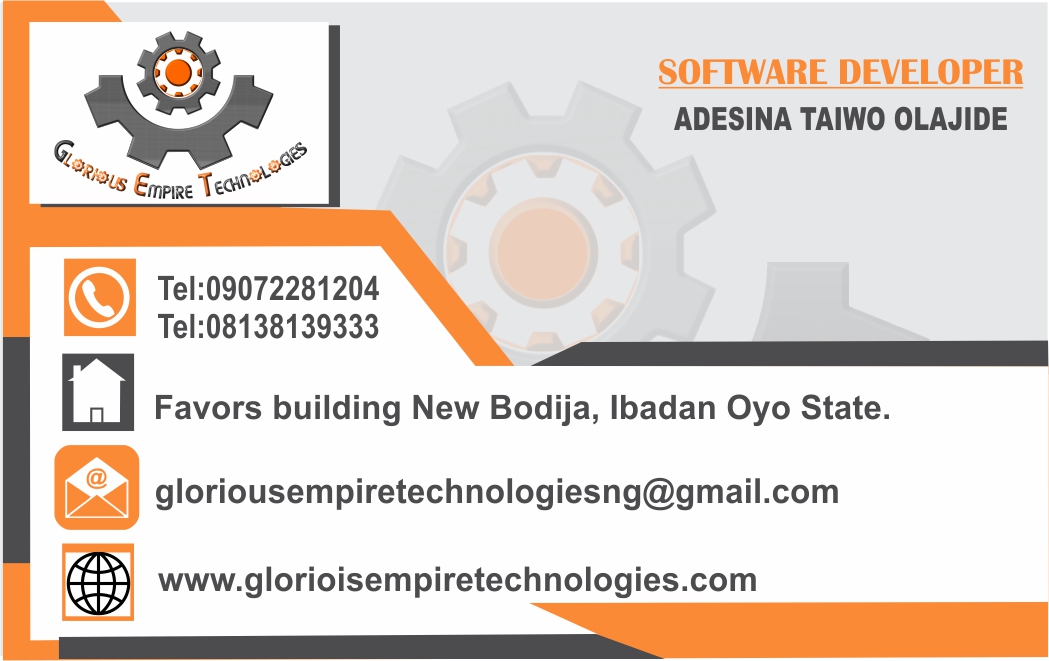 Glorious Empire Technologies
SOFTWARE DEVELOPER
ADESINA TAIWO OLAJIDE
Tel:09072281204
Tel:08138139333
Favors building New Bodija, Ibadan Oyo State.
@
gloriousempiretechnologiesng@gmail.com
www.glorioisempiretechnologies.com